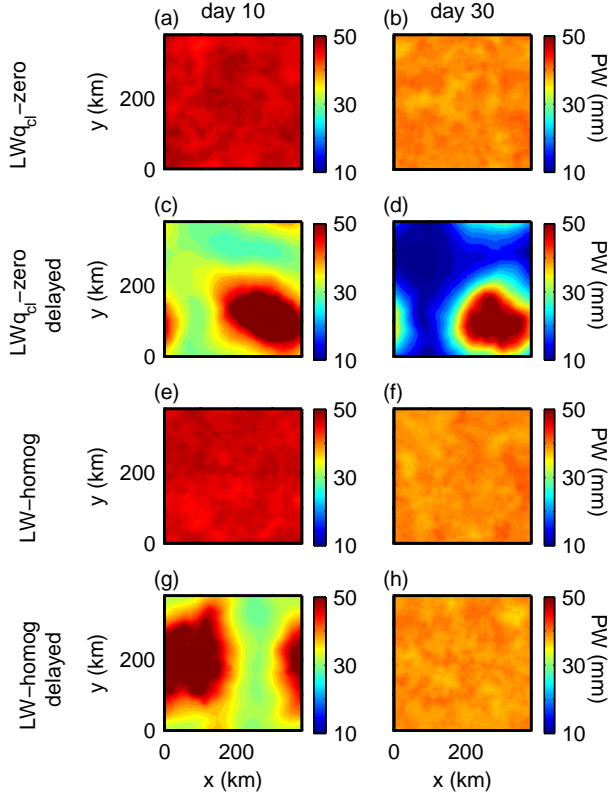 day 10 day 30
(a) (b)
LWq_cl−zero
y (km)
200
0
50
30
10
50
30
10
PW (mm)
(c) (d)
LWq_cl−zero
delayed
y (km)
200
0
50
30
10
50
30
10
PW (mm)
(e) (f)
LW−homog
y (km)
200
0
50
30
10
50
30
10
PW (mm)
(g) (h)
LW−homog
delayed
y (km)
200
0
50
30
10
50
30
10
PW (mm)
0 200 0 200
x (km) x (km)